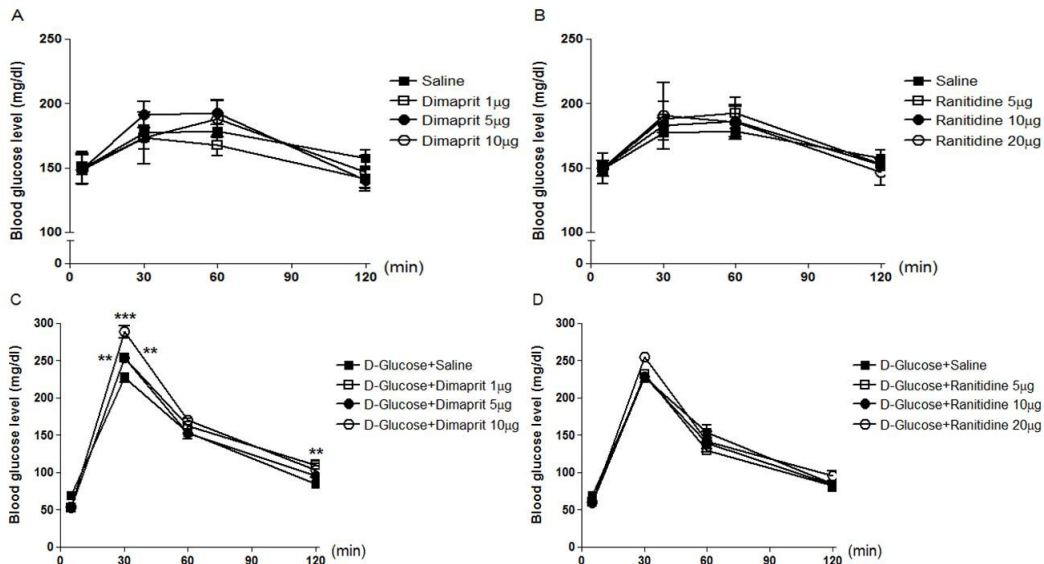 A
Blood glucose level (mg/dl)
250
200
150
100
0
0 30 60 90 120 (min)
Saline
Dimaprit 1μg
Dimaprit 5μg
Dimaprit 10μg
B
Blood glucose level (mg/dl)
250
200
150
100
0
0 30 60 90 120 (min)
Saline
Ranitidine 5μg
Ranitidine 10μg
Ranitidine 20μg
C
Blood glucose level (mg/dl)
300
250
200
150
100
50
0
0 30 60 90 120 (min)
***
** **
**
D-Glucose+Saline
D-Glucose+Dimaprit 1μg
D-Glucose+Dimaprit 5μg
D-Glucose+Dimaprit 10μg
D
Blood glucose level (mg/dl)
300
250
200
150
100
50
0
0 30 60 90 120 (min)
D-Glucose+Saline
D-Glucose+Ranitidine 5μg
D-Glucose+Ranitidine 10μg
D-Glucose+Ranitidine 20μg